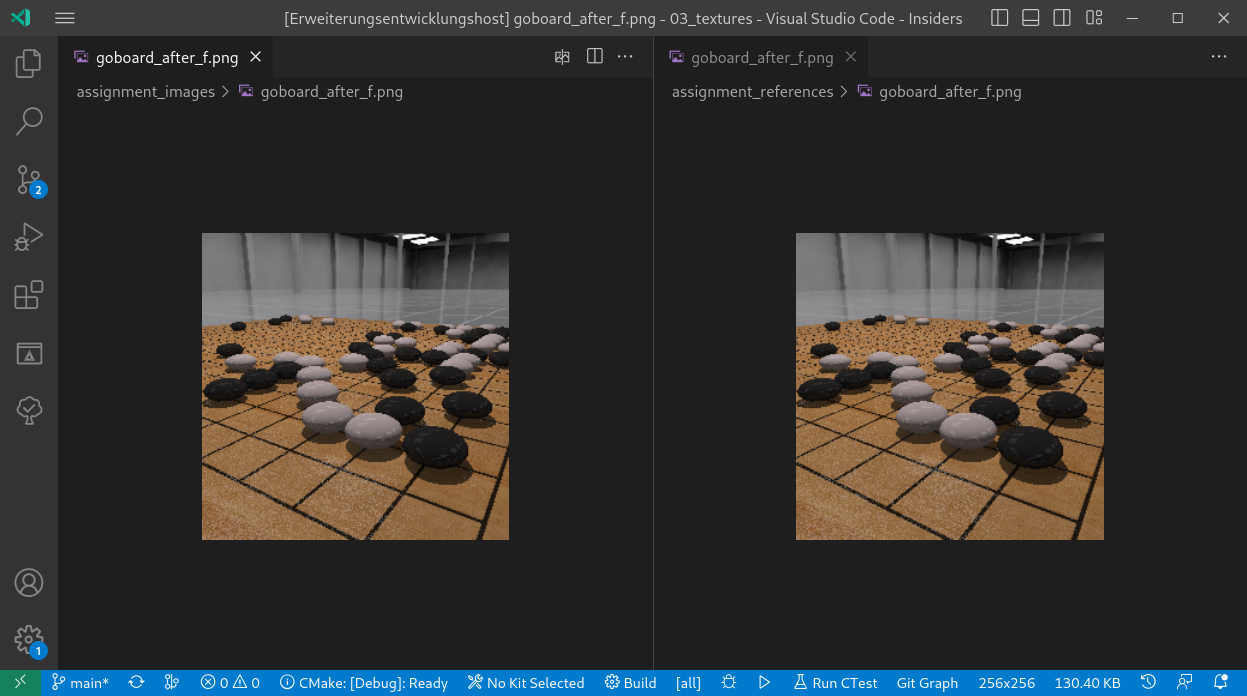 [Erweiterungsentwicklungshost] goboard_after_f.png - 03_textures - Visual Studio Code - Insiders
goboard_after_f.png
goboard_after_f.png
assignment_images > goboard_after_f.png
assignment_references > goboard_after_f.png
2
1
main* 0 0 CMake: [Debug]: Ready No Kit Selected Build [all] Run CTest Git Graph 256x256 130.40 KB